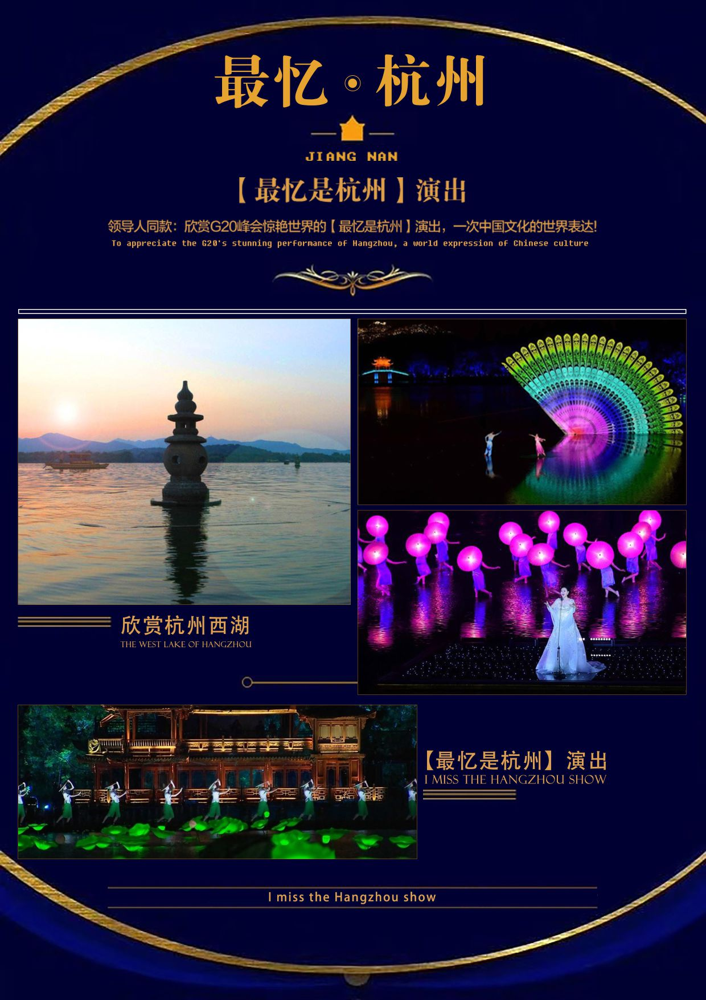 最忆·杭州
JIANG NAN
【最忆是杭州】演出
领导人同款：欣赏G20峰会惊艳世界的【最忆是杭州】演出，一次中国文化的世界表达!
To appreciate the G20's stunning performance of Hangzhou, a world expression of Chinese culture
欣赏杭州西湖
THE WEST LAKE OF HANGZHOU
【最忆是杭州】演出
I MISS THE HANGZHOU SHOW
I miss the Hangzhou show